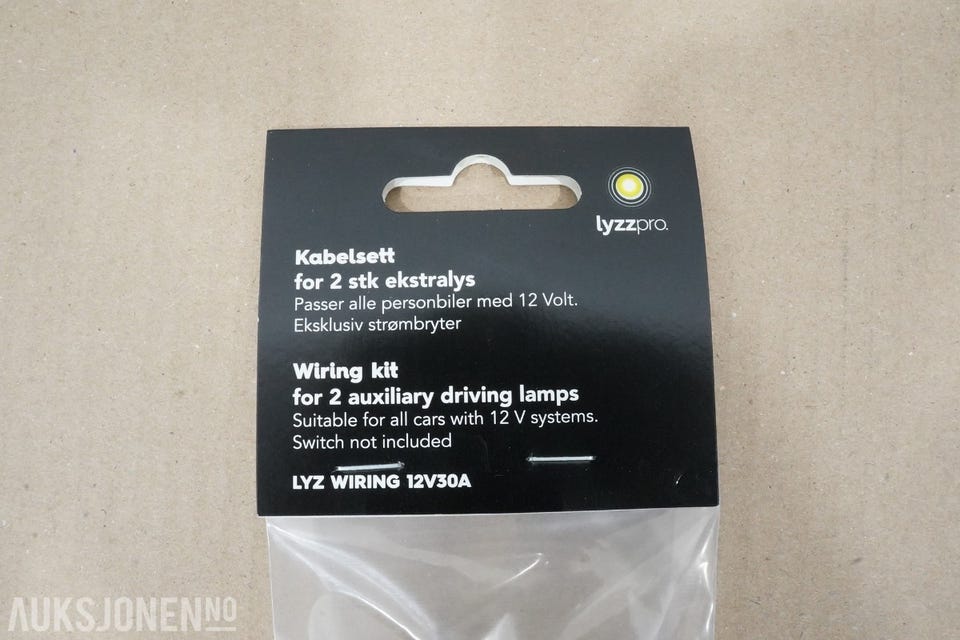 lyzzpro.
Kabelsett
for 2 stk ekstralys
Passer alle personbiler med 12 Volt.
Eksklusiv strømbryter
Wiring kit
for 2 auxiliary driving lamps
Suitable for all cars with 12 V systems.
Switch not included
LYZ WIRING 12V30A
AUKSJONEN.NO